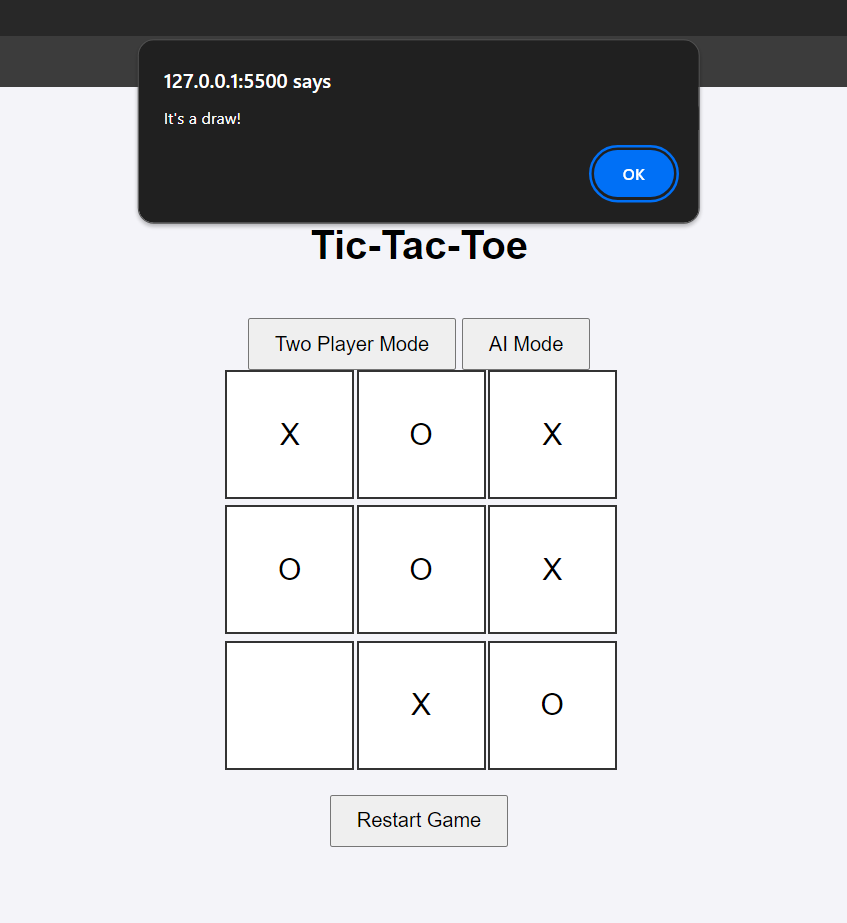 127.0.0.1:5500 says
It's a draw!
OK
Tic-Tac-Toe
Two Player Mode AI Mode
X O X
O O X
X O
Restart Game